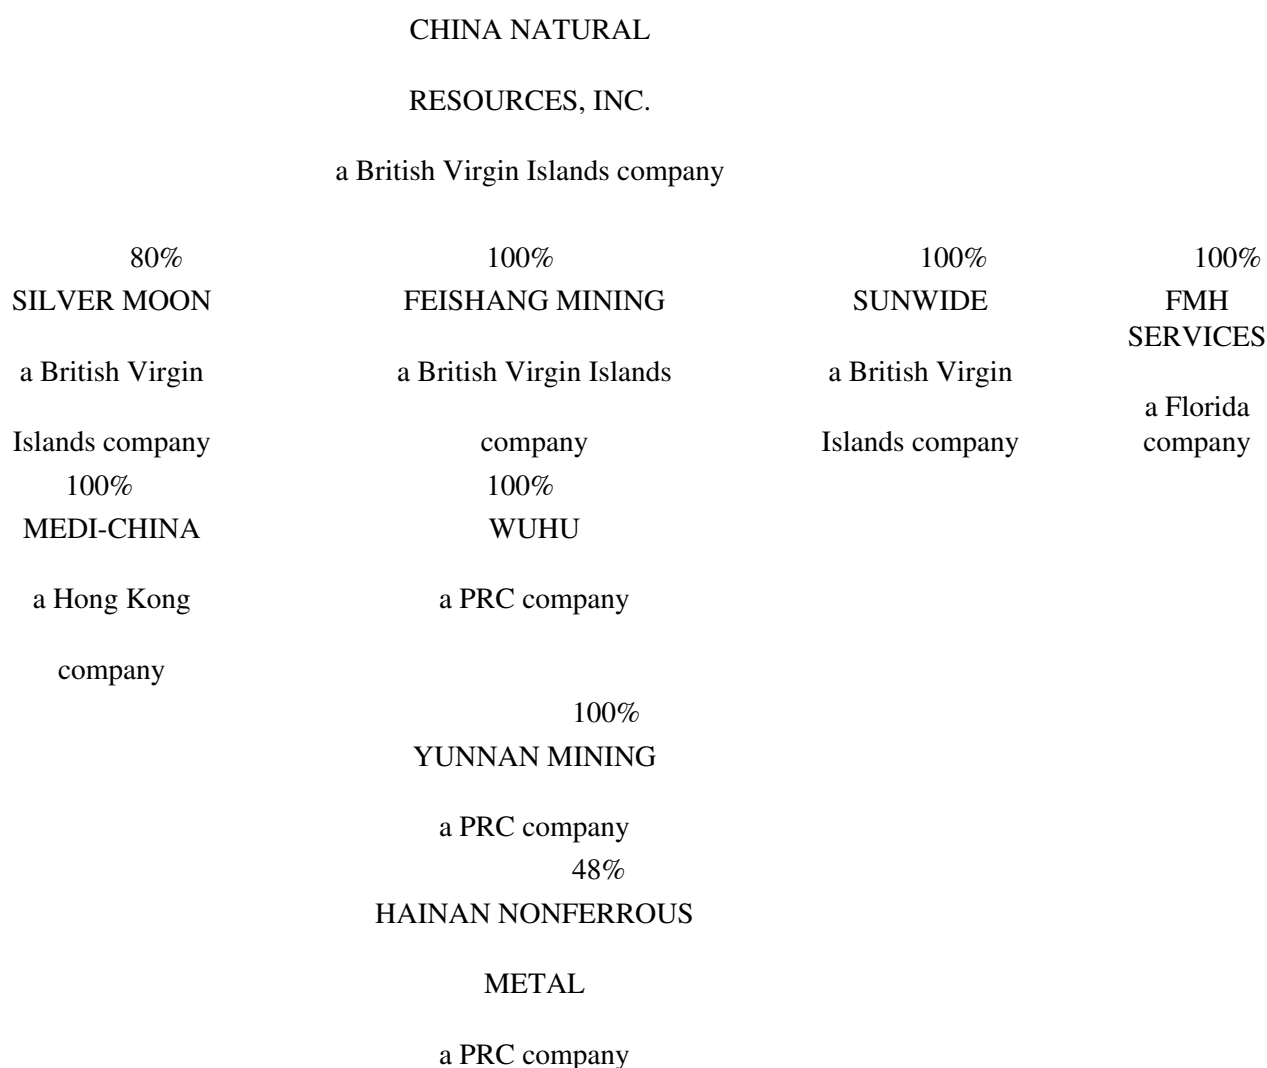 CHINA NATURAL
RESOURCES, INC.
a British Virgin Islands company
80% 100% 100% 100%
SILVER MOON FEISHANG MINING SUNWIDE FMH
SERVICES
a British Virgin a British Virgin Islands a British Virgin
a Florida
Islands company company Islands company company
100% 100%
MEDI-CHINA WUHU
a Hong Kong a PRC company
company
100%
YUNNAN MINING
a PRC company
48%
HAINAN NONFERROUS
METAL
a PRC company